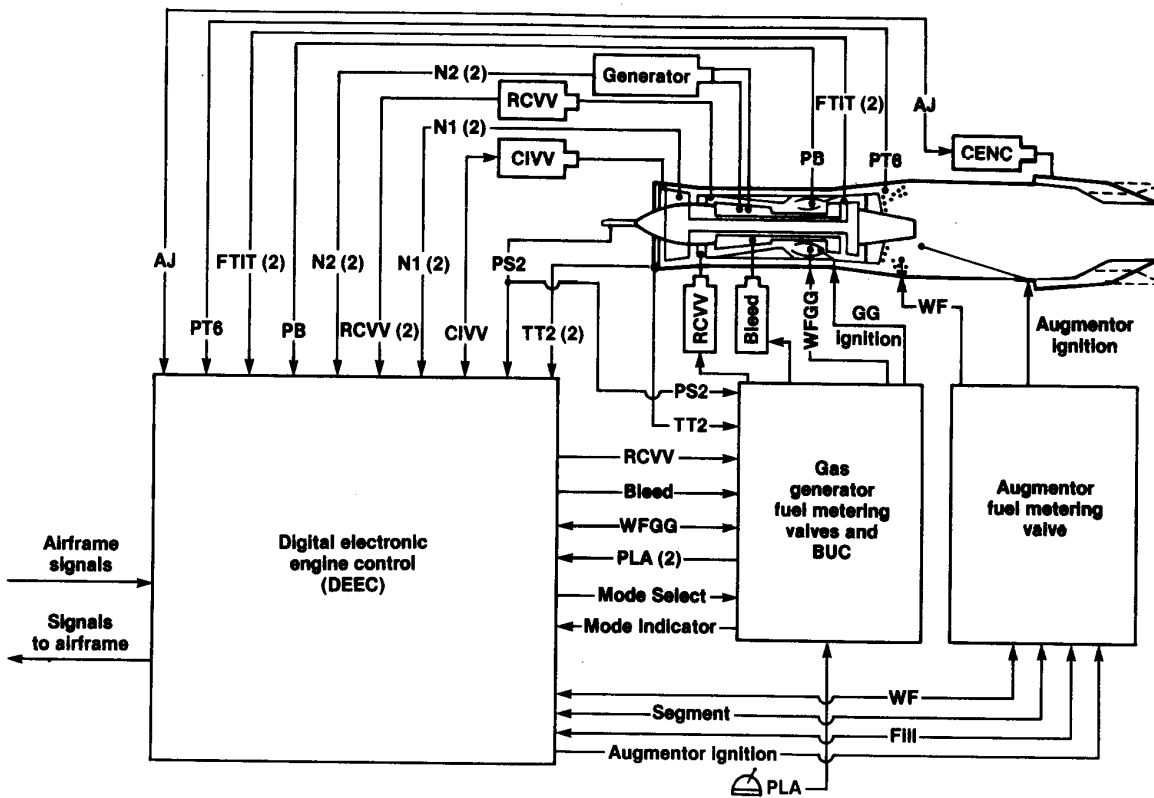 N2 (2)
Generator
RCVV
N1 (2)
CIVV
FTIT (2)
AJ
PB
PT6
CENC
AJ
PT6
FTIT (2)
PB
N2 (2)
RCVV (2)
N1 (2)
CIVV
PS2
TT2 (2)
RCVV
Bleed
WFGG
GG
ignition
WF
Augmentor
ignition
PS2
TT2
RCVV
Bleed
WFGG
PLA (2)
Mode Select
Mode Indicator
Gas
generator
fuel metering
valves and
BUC
Augmentor
fuel metering
valve
Airframe
signals
Signals
to airframe
Digital electronic
engine control
(DEEC)
WF
Segment
Fill
Augmentor ignition
PLA